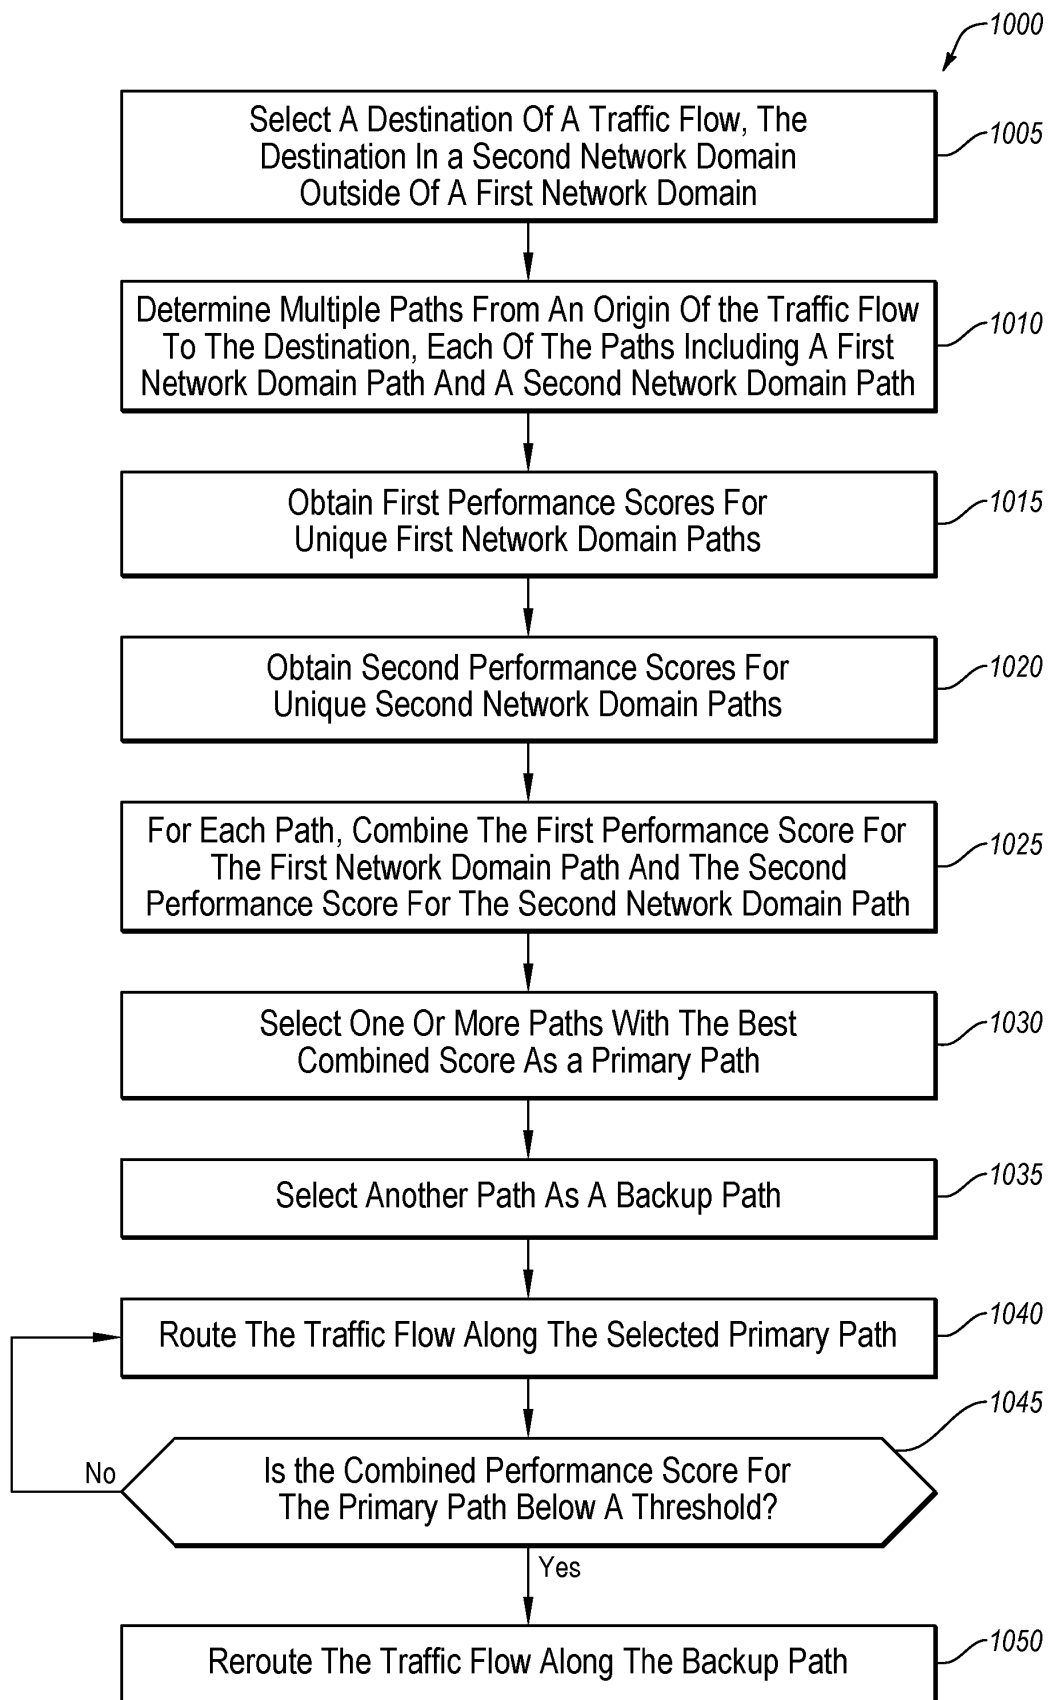 1000
Select A Destination Of A Traffic Flow, The
Destination In a Second Network Domain
Outside Of A First Network Domain
1005
Determine Multiple Paths From An Origin Of the Traffic Flow
To The Destination, Each Of The Paths Including A First
Network Domain Path And A Second Network Domain Path
1010
Obtain First Performance Scores For
Unique First Network Domain Paths
1015
Obtain Second Performance Scores For
Unique Second Network Domain Paths
1020
For Each Path, Combine The First Performance Score For
The First Network Domain Path And The Second
Performance Score For The Second Network Domain Path
1025
Select One Or More Paths With The Best
Combined Score As a Primary Path
1030
Select Another Path As A Backup Path
1035
Route The Traffic Flow Along The Selected Primary Path
1040
Is the Combined Performance Score For
The Primary Path Below A Threshold?
1045
No
Yes
Reroute The Traffic Flow Along The Backup Path
1050